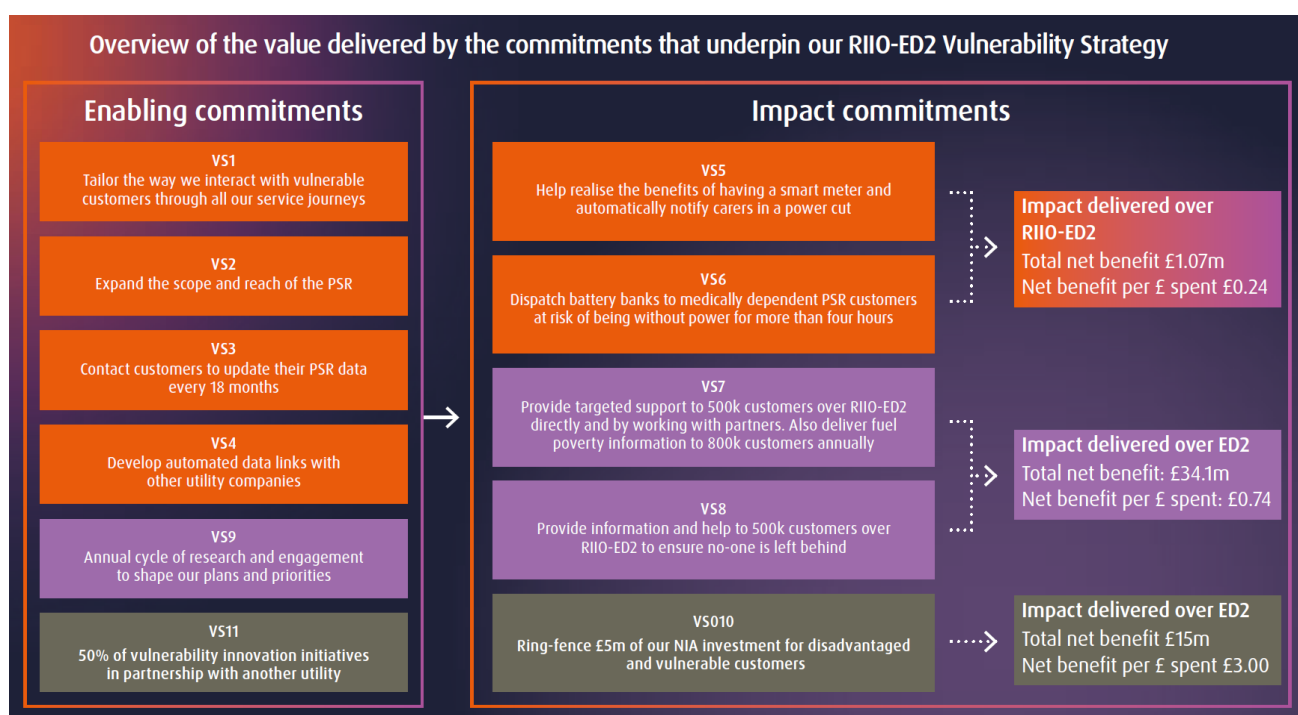 Overview of the value delivered by the commitments that underpin our RIIO-ED2 Vulnerability Strategy
Enabling commitments
VS1
Tailor the way we interact with vulnerable
customers through all our service journeys
VS2
Expand the scope and reach of the PSR
VS3
Contact customers to update their PSR data
every 18 months
VS4
Develop automated data links with
other utility companies
VS9
Annual cycle of research and engagement
to shape our plans and priorities
VS11
50% of vulnerability innovation initiatives
in partnership with another utility
Impact commitments
VS5
Help realise the benefits of having a smart meter and
automatically notify carers in a power cut
VS6
Dispatch battery banks to medically dependent PSR customers
at risk of being without power for more than four hours
Impact delivered over
RIIO-ED2
Total net benefit £1.07m
Net benefit per £ spent £0.24
VS7
Provide targeted support to 500k customers over RIIO-ED2
directly and by working with partners. Also deliver fuel
poverty information to 800k customers annually
VS8
Provide information and help to 500k customers over
RIIO-ED2 to ensure no-one is left behind
Impact delivered over ED2
Total net benefit: £34.1m
Net benefit per £ spent: £0.74
VS010
Ring-fence £5m of our NIA investment for disadvantaged
and vulnerable customers
Impact delivered over ED2
Total net benefit £15m
Net benefit per £ spent £3.00